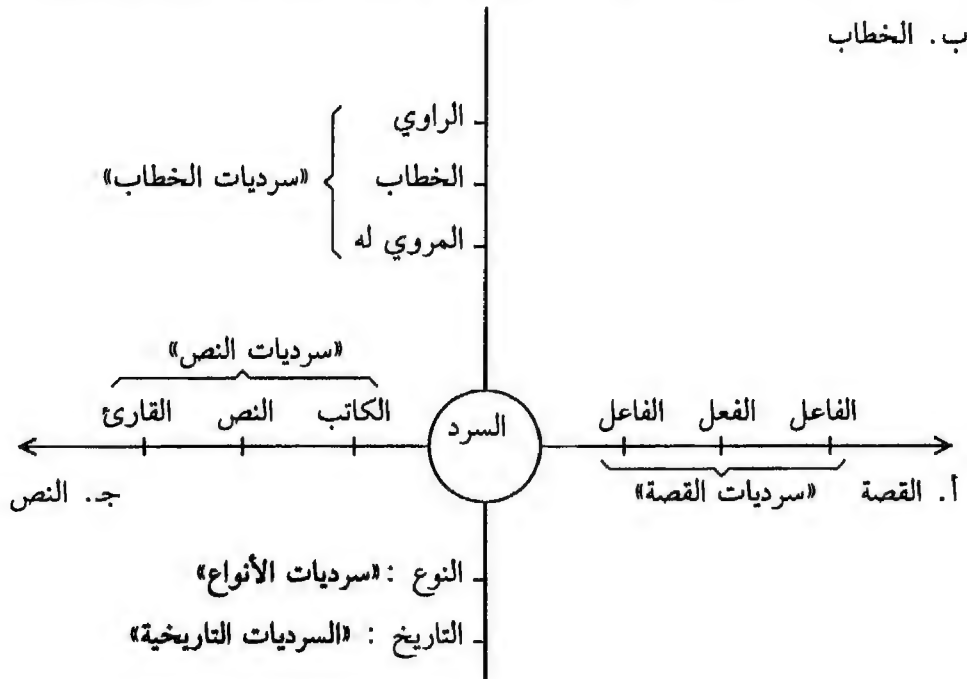 ب. الخطاب
الراوي
الخطاب «سرديات الخطاب»
المروي له
«سرديات النص»
الفاعل الفعل الفاعل السرد الكاتب النص القارئ
أ. القصة «سرديات القصة» جـ. النص
النوع : «سرديات الأنواع»
التاريخ : «السرديات التاريخية»